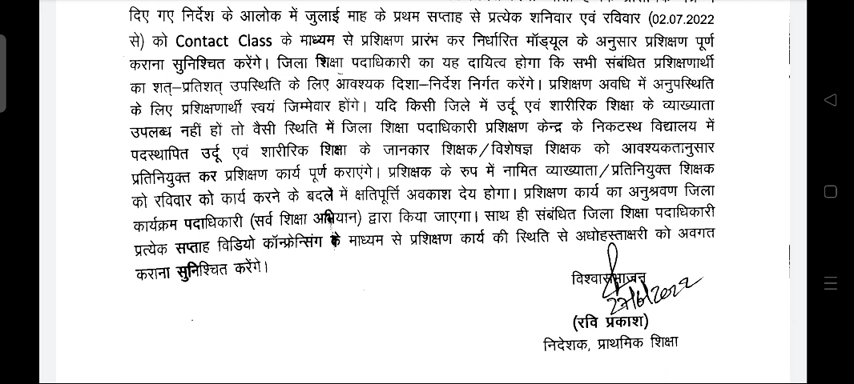 दिए गए निर्देश के आलोक में जुलाई माह के प्रथम सप्ताह से प्रत्येक शनिवार एवं रविवार (02.07.2022
से) को Contact Class के माध्यम से प्रशिक्षण प्रारंभ कर निर्धारित मॉड्यूल के अनुसार प्रशिक्षण पूर्ण
कराना सुनिश्चित करेंगे। जिला शिक्षा पदाधिकारी का यह दायित्व होगा कि सभी संबंधित प्रशिक्षणार्थी
का शत्-प्रतिशत् उपस्थिति के लिए आवश्यक दिशा-निर्देश निर्गत करेंगे। प्रशिक्षण अवधि में अनुपस्थिति
के लिए प्रशिक्षणार्थी स्वयं जिम्मेवार होंगे। यदि किसी जिले में उर्दू एवं शारीरिक शिक्षा के व्याख्याता
उपलब्ध नहीं हों तो वैसी स्थिति में जिला शिक्षा पदाधिकारी प्रशिक्षण केन्द्र के निकटस्थ विद्यालय में
पदस्थापित उर्दू एवं शारीरिक शिक्षा के जानकार शिक्षक/विशेषज्ञ शिक्षक को आवश्यकतानुसार
प्रतिनियुक्त कर प्रशिक्षण कार्य पूर्ण कराएंगे। प्रशिक्षक के रुप में नामित व्याख्याता/प्रतिनियुक्त शिक्षक
को रविवार को कार्य करने के बदले में क्षतिपूर्त्ति अवकाश देय होगा। प्रशिक्षण कार्य का अनुश्रवण जिला
कार्यक्रम पदाधिकारी (सर्व शिक्षा अभियान) द्वारा किया जाएगा। साथ ही संबंधित जिला शिक्षा पदाधिकारी
प्रत्येक सप्ताह विडियो कॉन्फ्रेन्सिंग के माध्यम से प्रशिक्षण कार्य की स्थिति से अधोहस्ताक्षरी को अवगत
कराना सुनिश्चित करेंगे।
विश्वासभाजन
27/6/2022
(रवि प्रकाश)
निदेशक, प्राथमिक शिक्षा